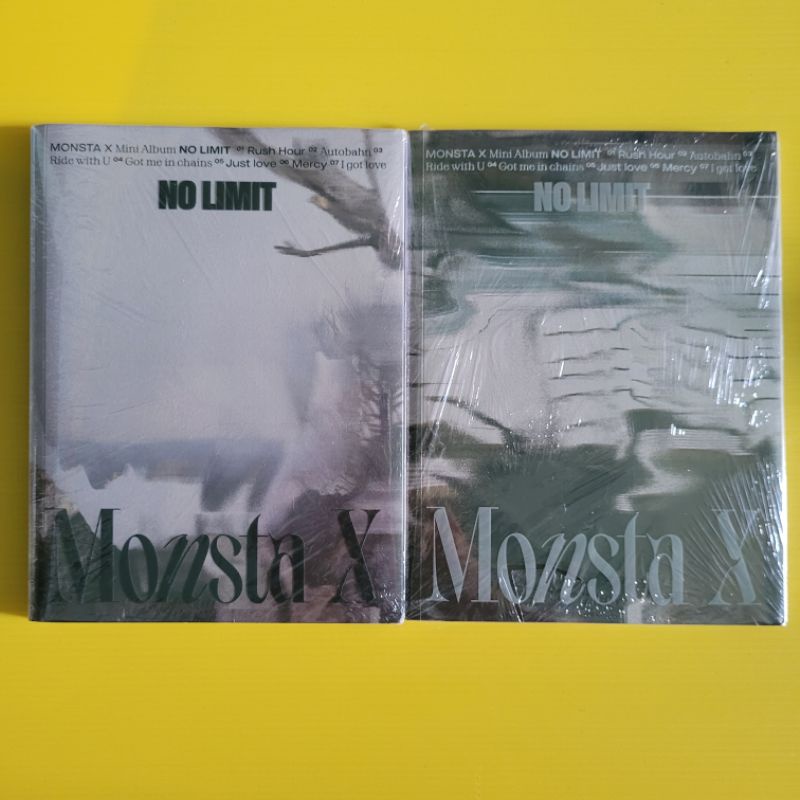 MONSTA X Mini Album NO LIMIT 01 Rush Hour 02 Autobahn 03
Ride with U 04 Got me in chains 05 Just love 06 Mercy 07 I got love
NO LIMIT
Monsta X
MONSTA X Mini Album NO LIMIT 01 Rush Hour 02 Autobahn 03
Ride with U 04 Got me in chains 05 Just love 06 Mercy 07 I got love
NO LIMIT
Monsta X